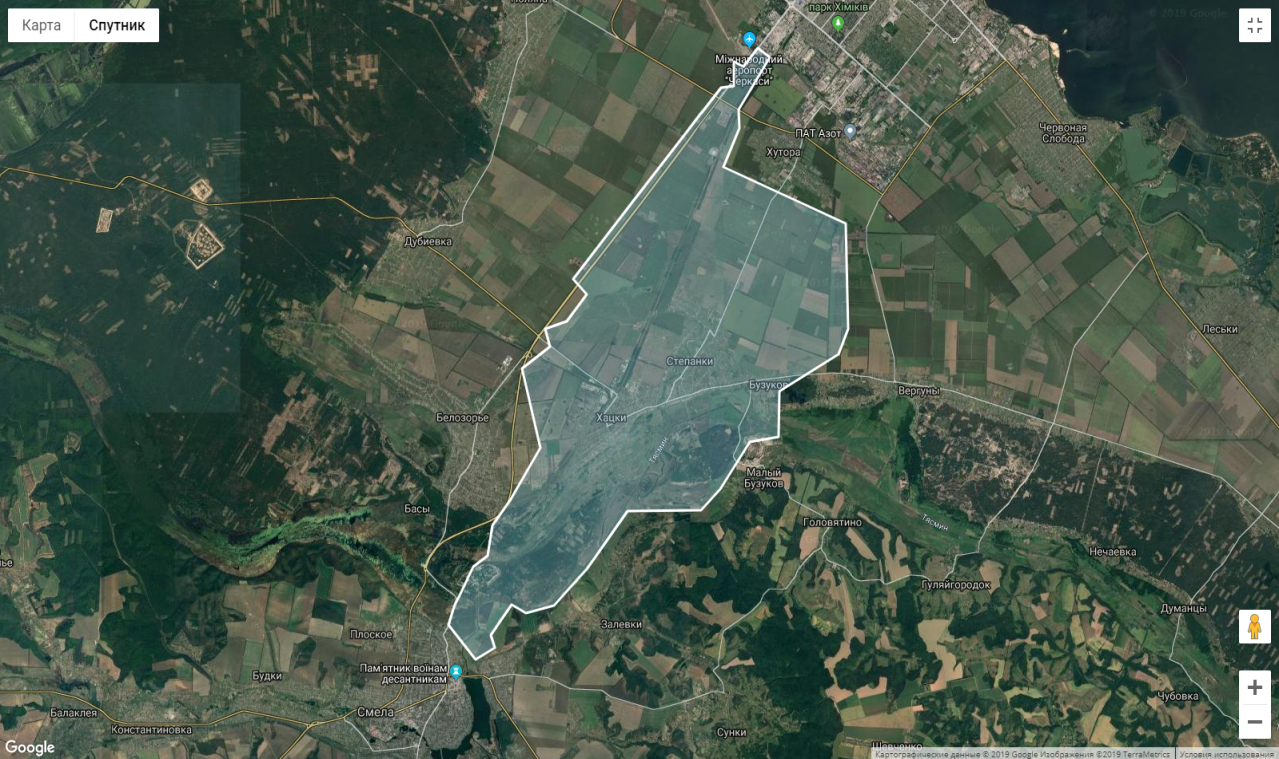 Карта
Спутник
парк Хіміків
Міжнародний
аеропорт
"Черкаси"
ПАТ Азот
Хутора
Червоная
Слобода
Дубиевка
Леськи
Степанки
Бузуков
Вергуны
Белозорье
Хацки
Тясмин
Малый
Бузуков
Басы
Головятино
Тясмин
Нечаевка
Гуляйгородок
Думанцы
Залевки
Плоское
Пам'ятник воїнам
десантникам
Будки
Чубовка
Балаклея
Смела
Константиновка
Сунки
Шевченко
Google
Картографические данные © 2019 Google Изображения ©2019 TerraMetrics
Условия использования